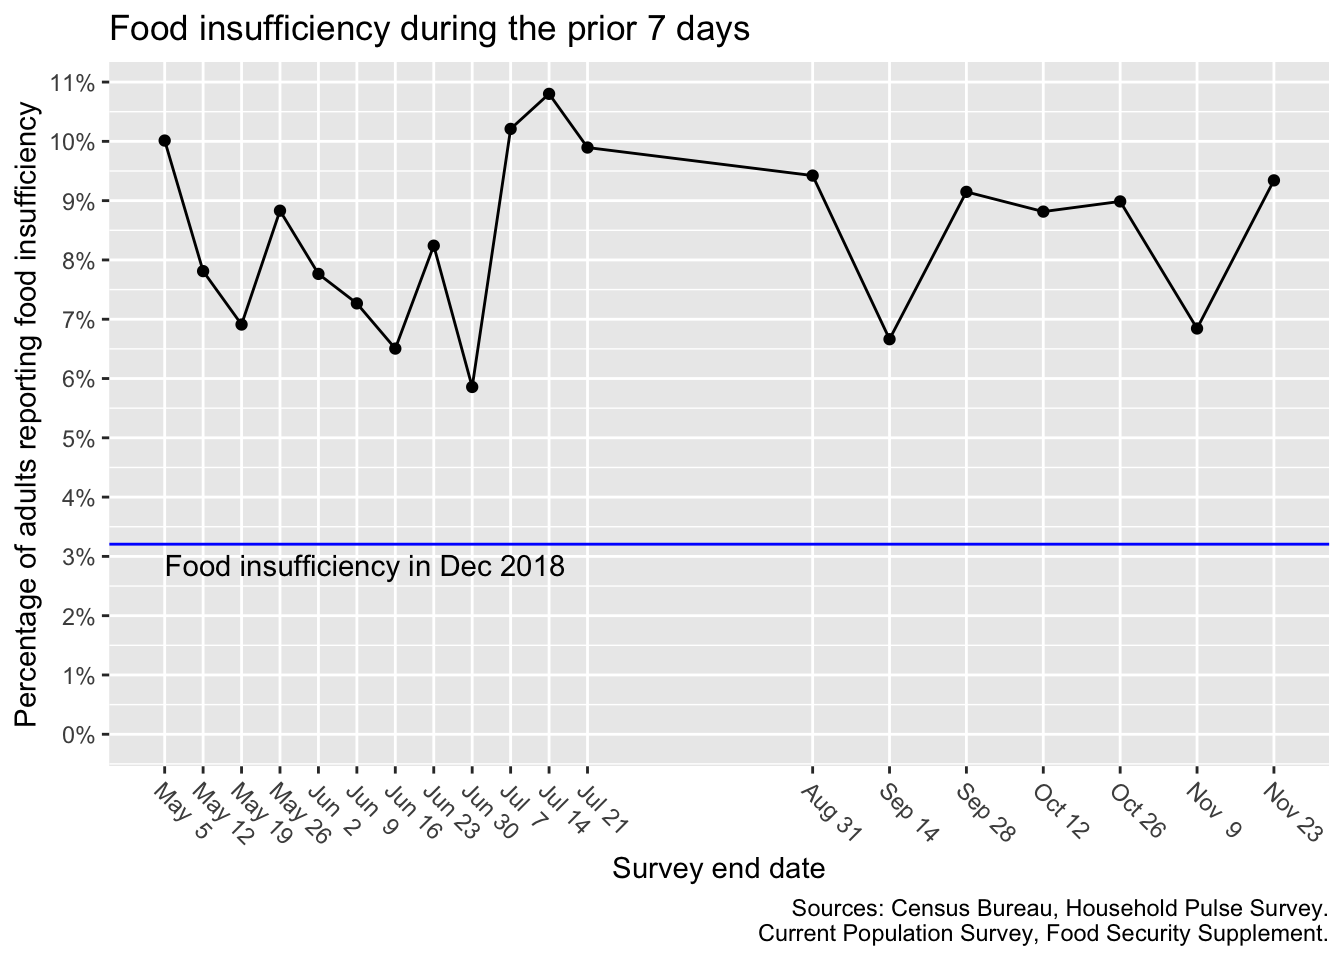 Food insufficiency during the prior 7 days
Percentage of adults reporting food insufficiency
11%
10%
9%
8%
7%
6%
5%
4%
3%
2%
1%
0%
Food insufficiency in Dec 2018
May 5
May 12
May 19
May 26
Jun 2
Jun 9
Jun 16
Jun 23
Jun 30
Jul 7
Jul 14
Jul 21
Aug 31
Sep 14
Sep 28
Oct 12
Oct 26
Nov 9
Nov 23
Survey end date
Sources: Census Bureau, Household Pulse Survey.
Current Population Survey, Food Security Supplement.